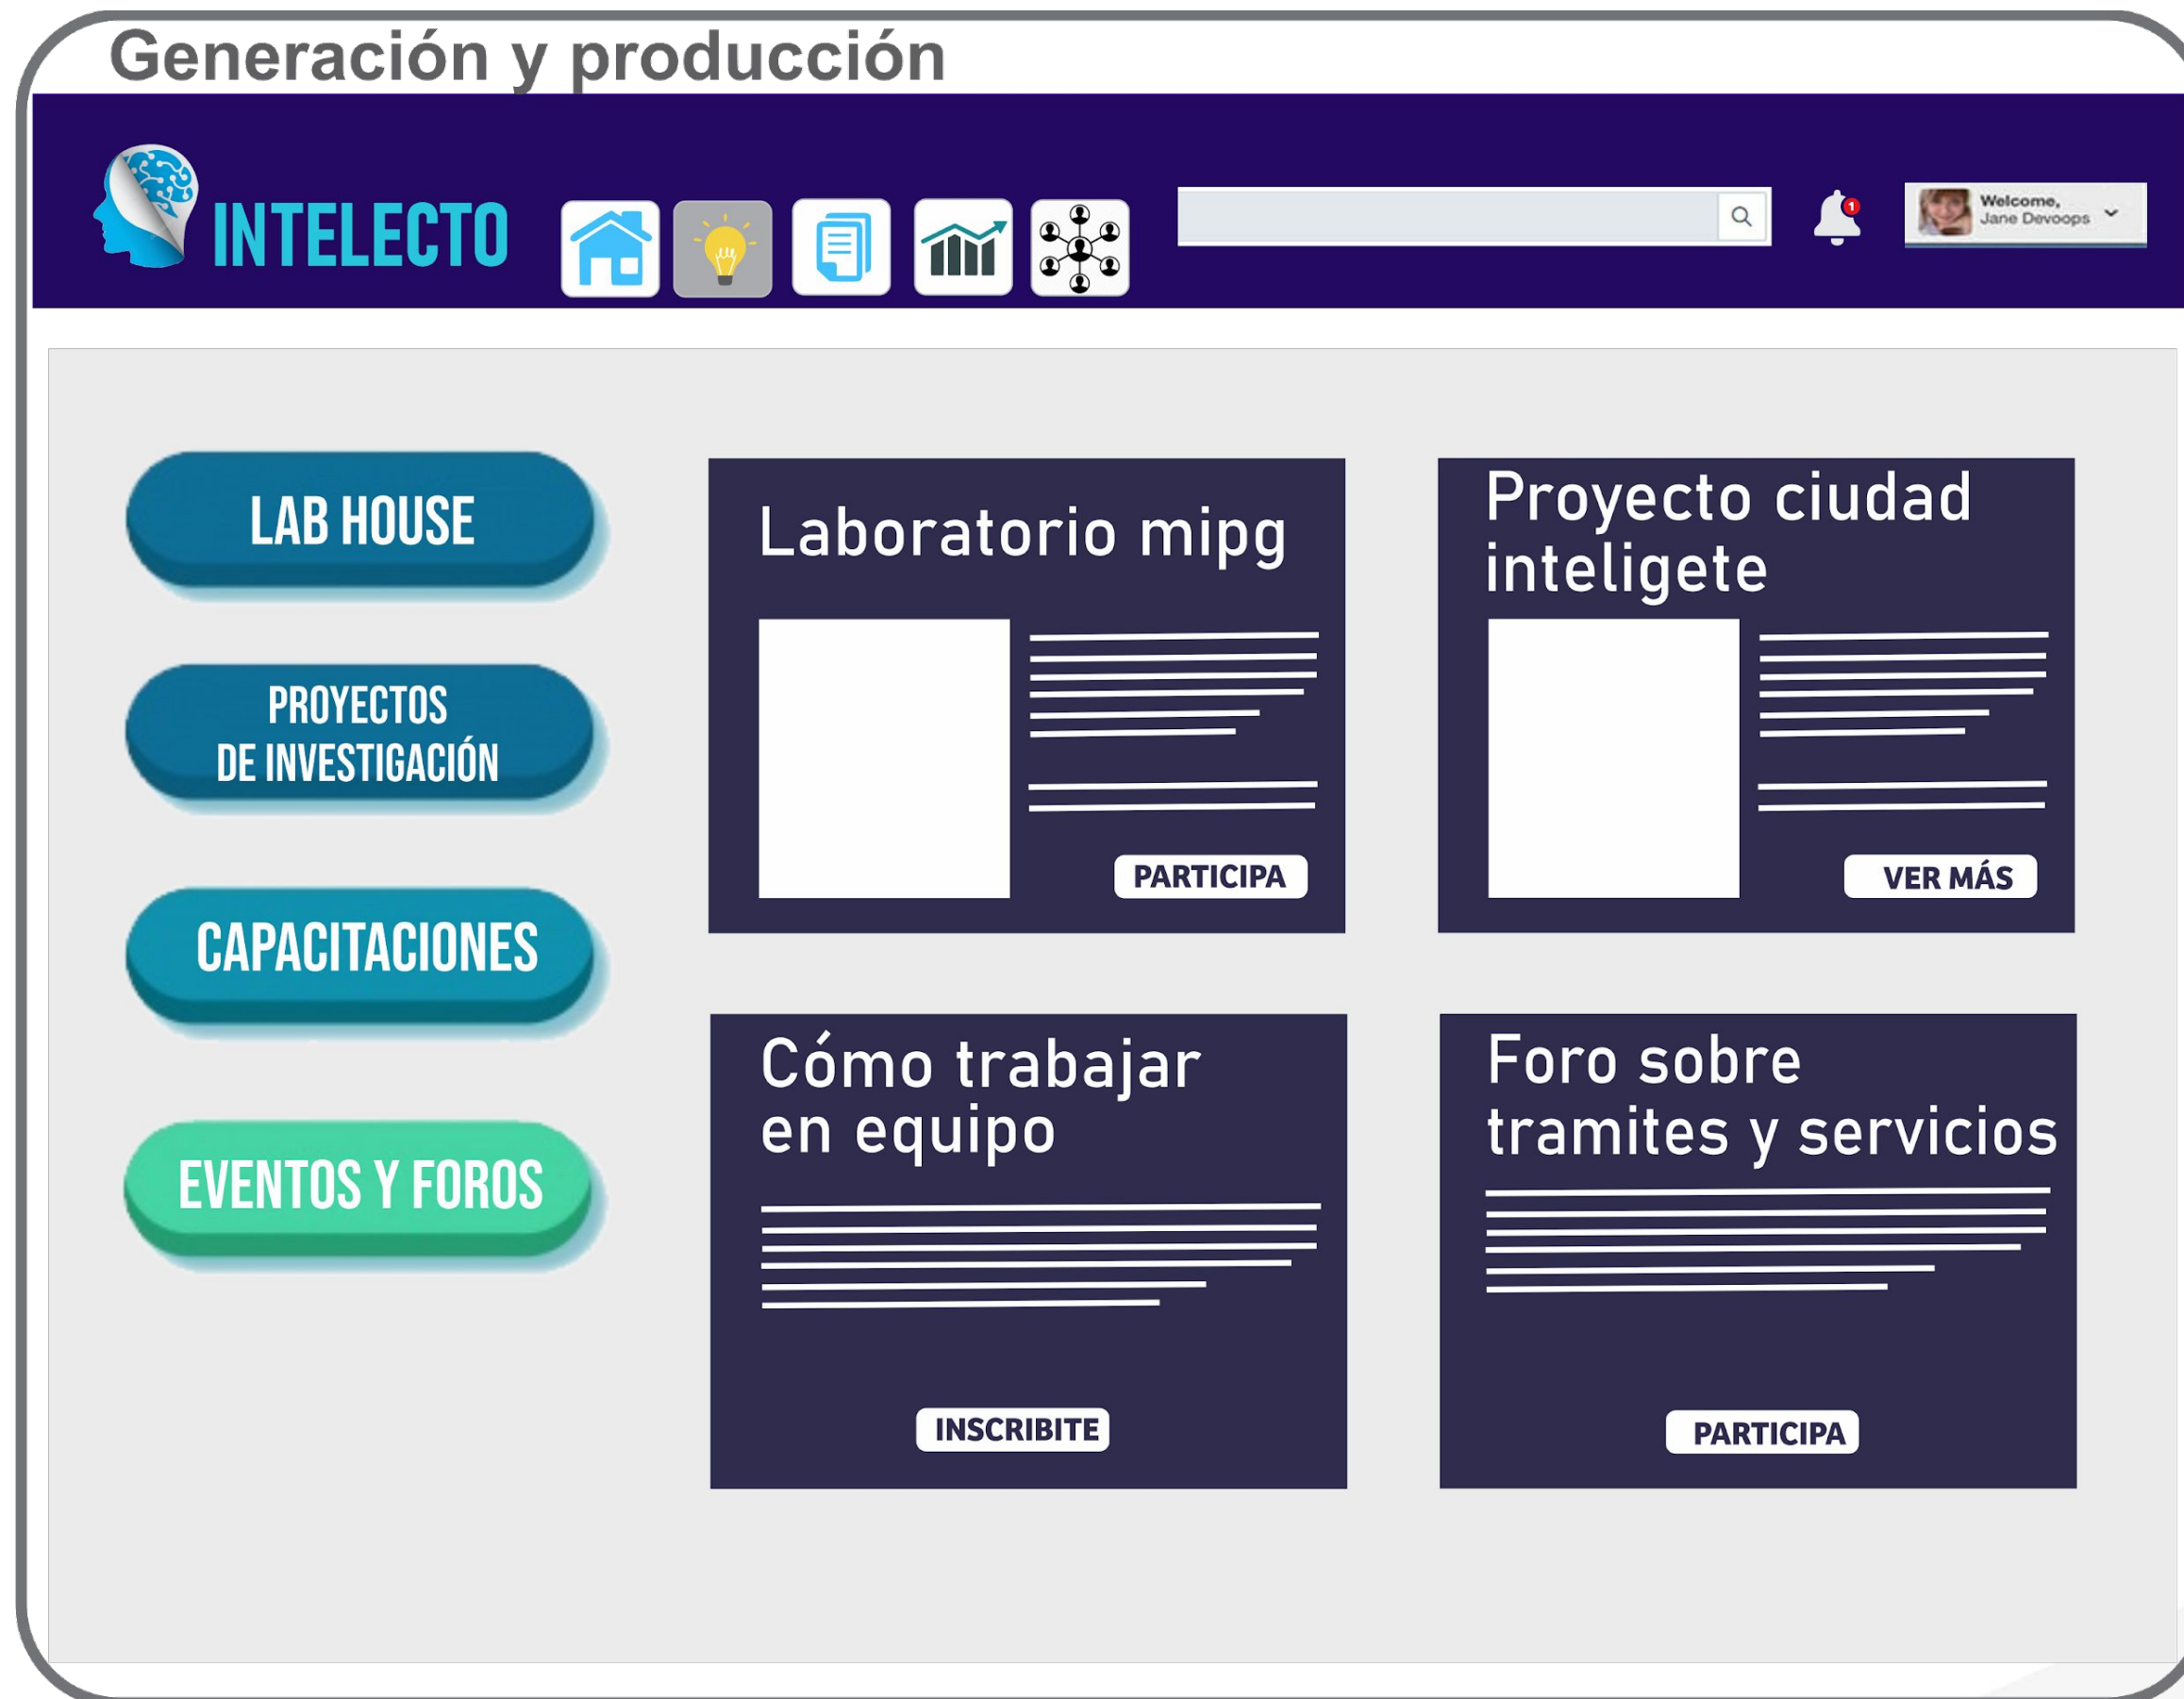 Generación y producción
INTELECTO
1
Welcome,
Jane Devoops
LAB HOUSE
PROYECTOS
DE INVESTIGACIÓN
CAPACITACIONES
EVENTOS Y FOROS
Laboratorio mipg
PARTICIPA
Proyecto ciudad
inteligete
VER MÁS
Cómo trabajar
en equipo
INSCRIBITE
Foro sobre
tramites y servicios
PARTICIPA